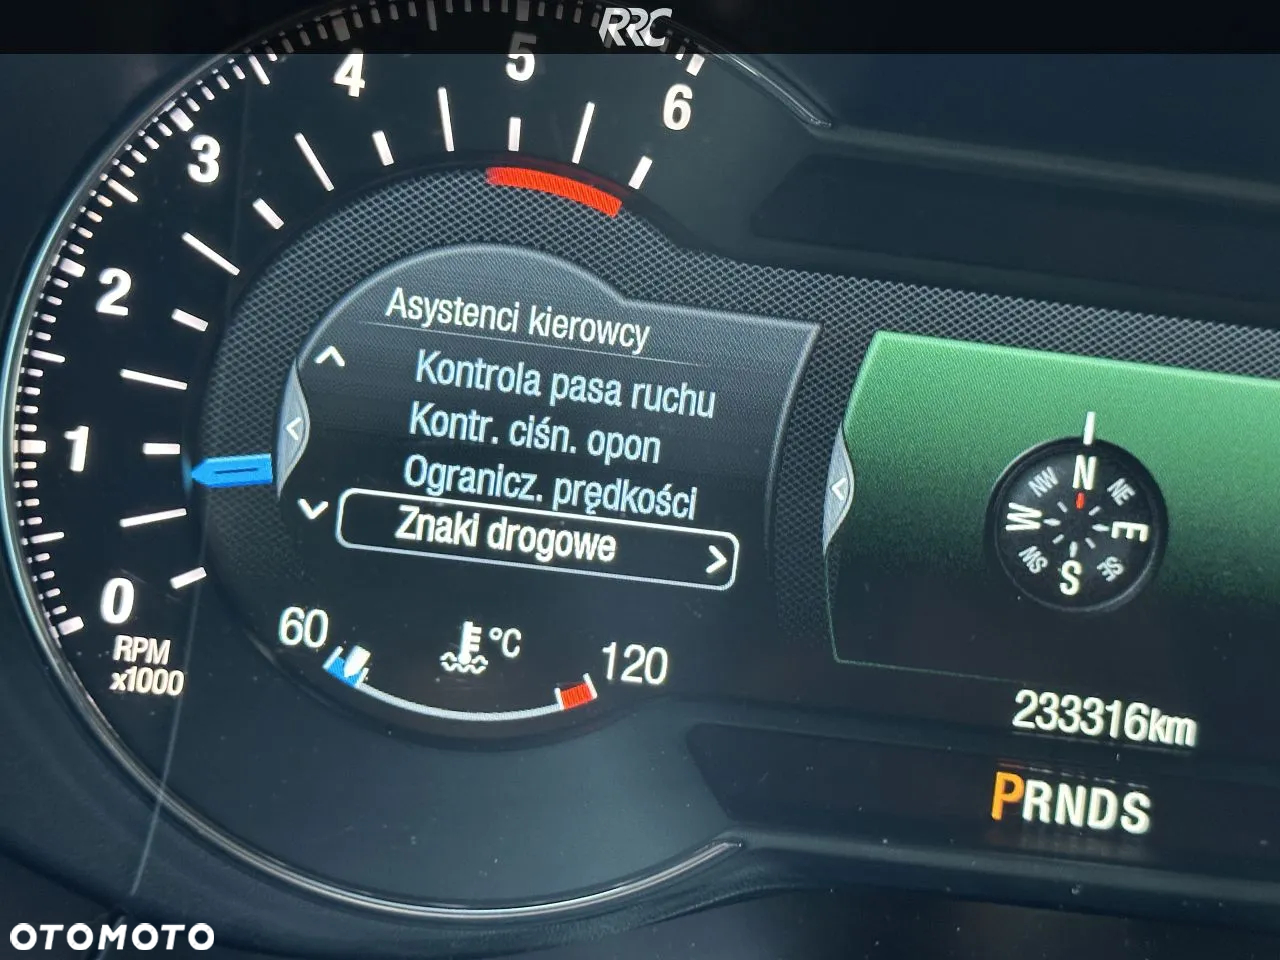 RRC
4
5
6
3
2
1
0
RPM
x1000
Asystenci kierowcy
Kontrola pasa ruchu
Kontr. ciśn. opon
Ogranicz. prędkości
Znaki drogowe
60
°C
120
N
NE
E
SE
S
SW
W
NW
233316km
PRNDS
OTOMOTO